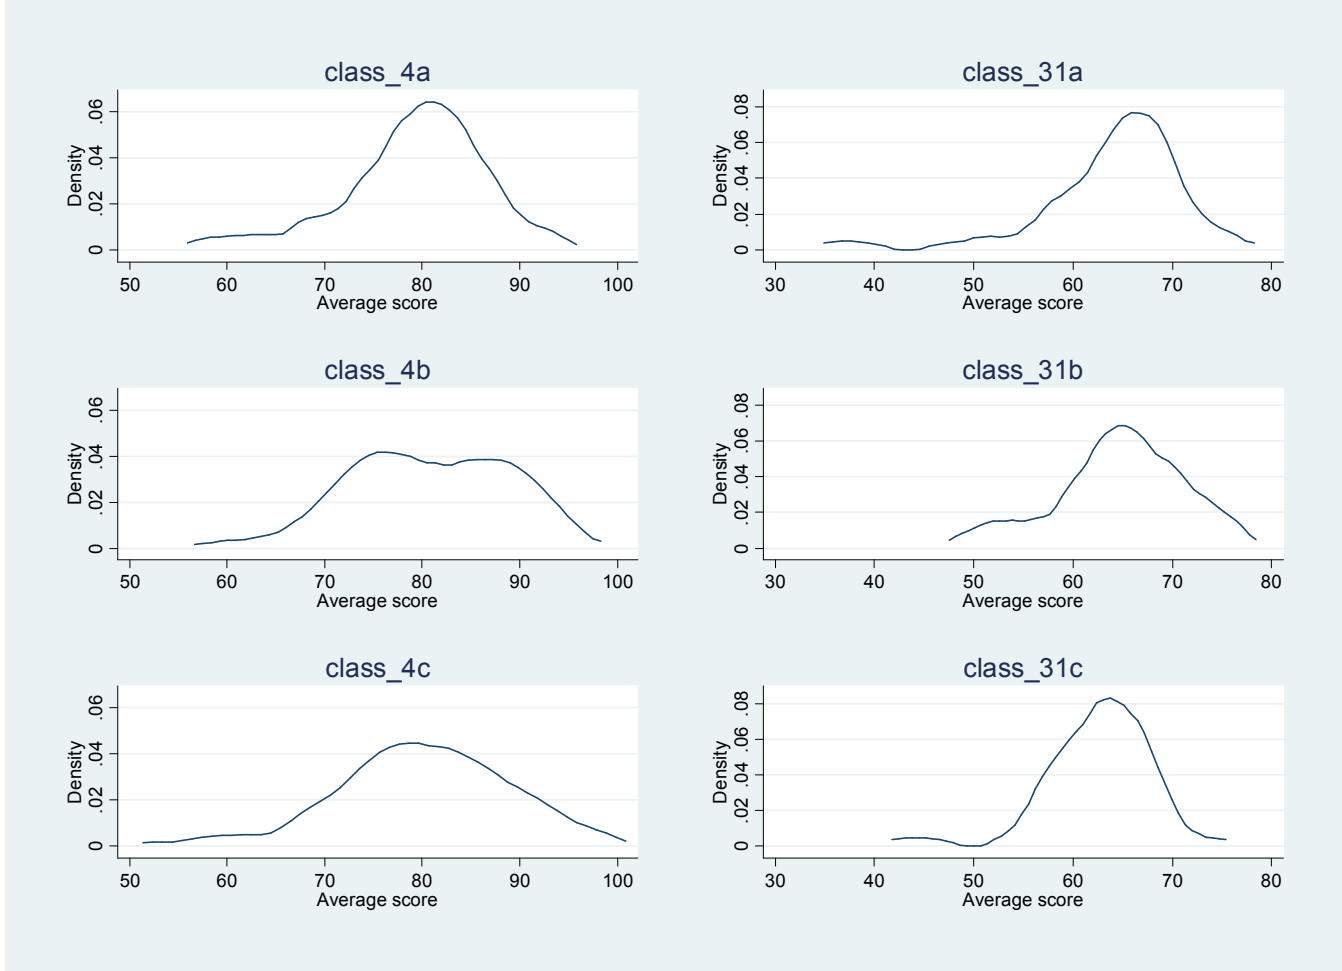 class_4a
Density
0 .02 .04 .06
50 60 70 80 90 100
Average score
class_31a
Density
0 .02 .04 .06 .08
30 40 50 60 70 80
Average score
class_4b
Density
0 .02 .04 .06
50 60 70 80 90 100
Average score
class_31b
Density
0 .02 .04 .06 .08
30 40 50 60 70 80
Average score
class_4c
Density
0 .02 .04 .06
50 60 70 80 90 100
Average score
class_31c
Density
0 .02 .04 .06 .08
30 40 50 60 70 80
Average score